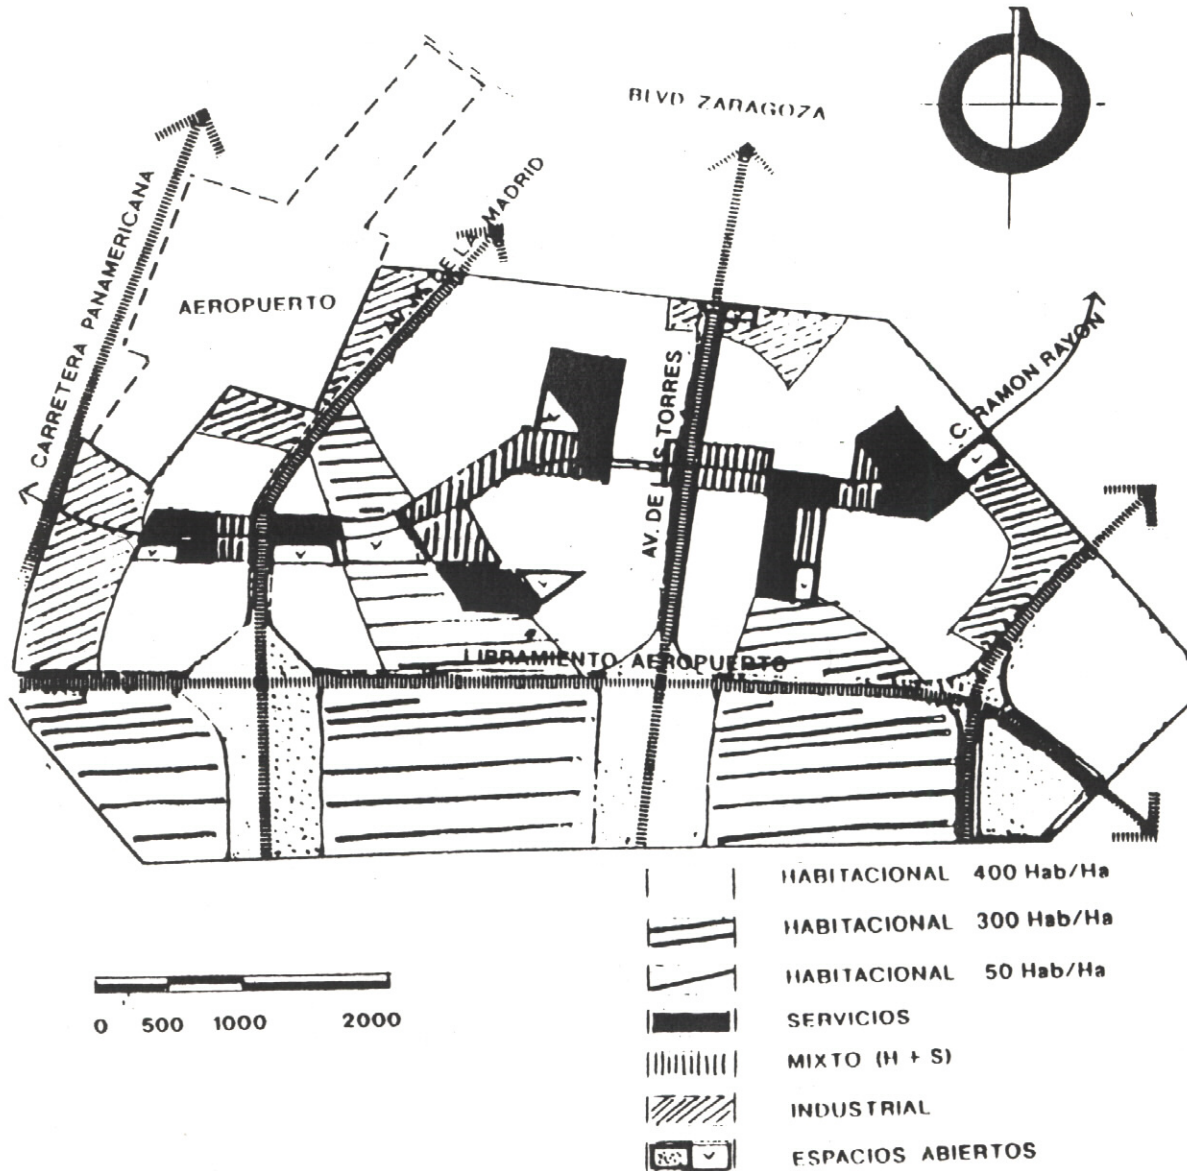 BLVD ZARAGOZA
CARRETERA PANAMERICANA
AEROPUERTO
AV. M. DE LA MADRID
AV. DE LAS TORRES
C. RAMON RAYON
LIBRAMIENTO AEROPUERTO
HABITACIONAL 400 Hab/Ha
HABITACIONAL 300 Hab/Ha
HABITACIONAL 50 Hab/Ha
SERVICIOS
MIXTO (H + S)
INDUSTRIAL
ESPACIOS ABIERTOS
0 500 1000 2000